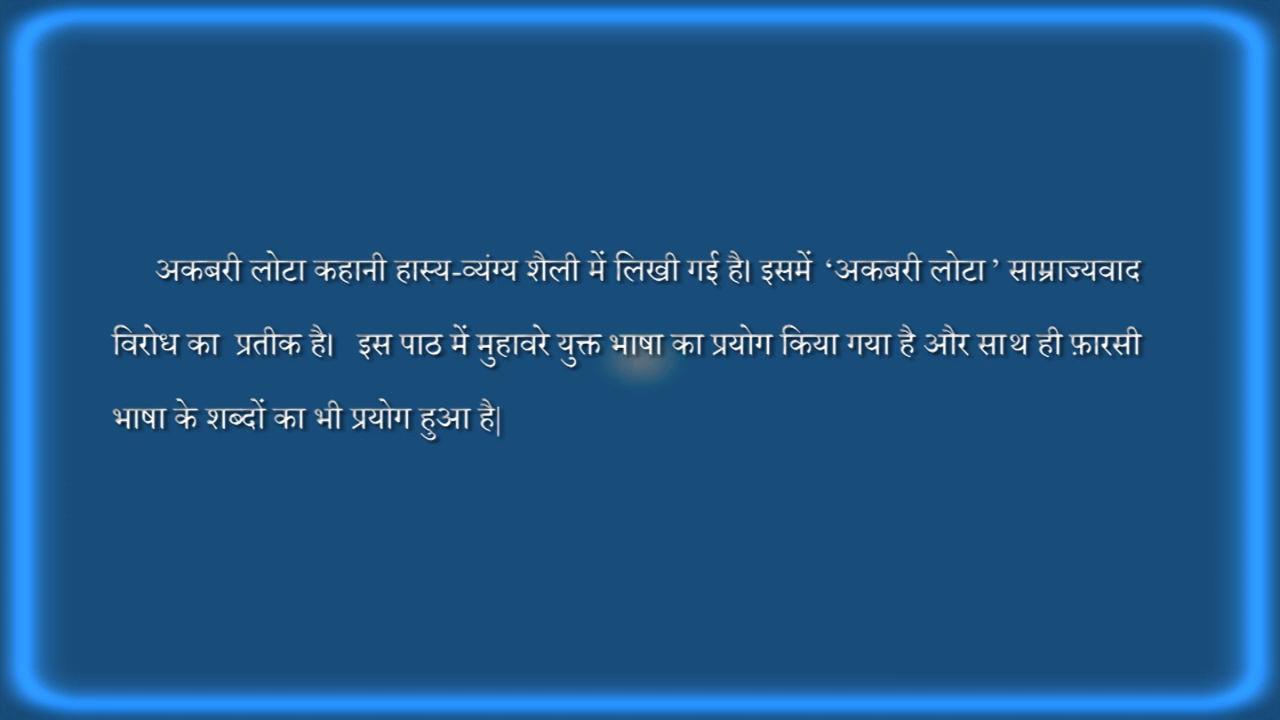 अकबरी लोटा कहानी हास्य-व्यंग्य शैली में लिखी गई है। इसमें ‘अकबरी लोटा’ साम्राज्यवाद
विरोध का प्रतीक है। इस पाठ में मुहावरे युक्त भाषा का प्रयोग किया गया है और साथ ही फ़ारसी
भाषा के शब्दों का भी प्रयोग हुआ है|